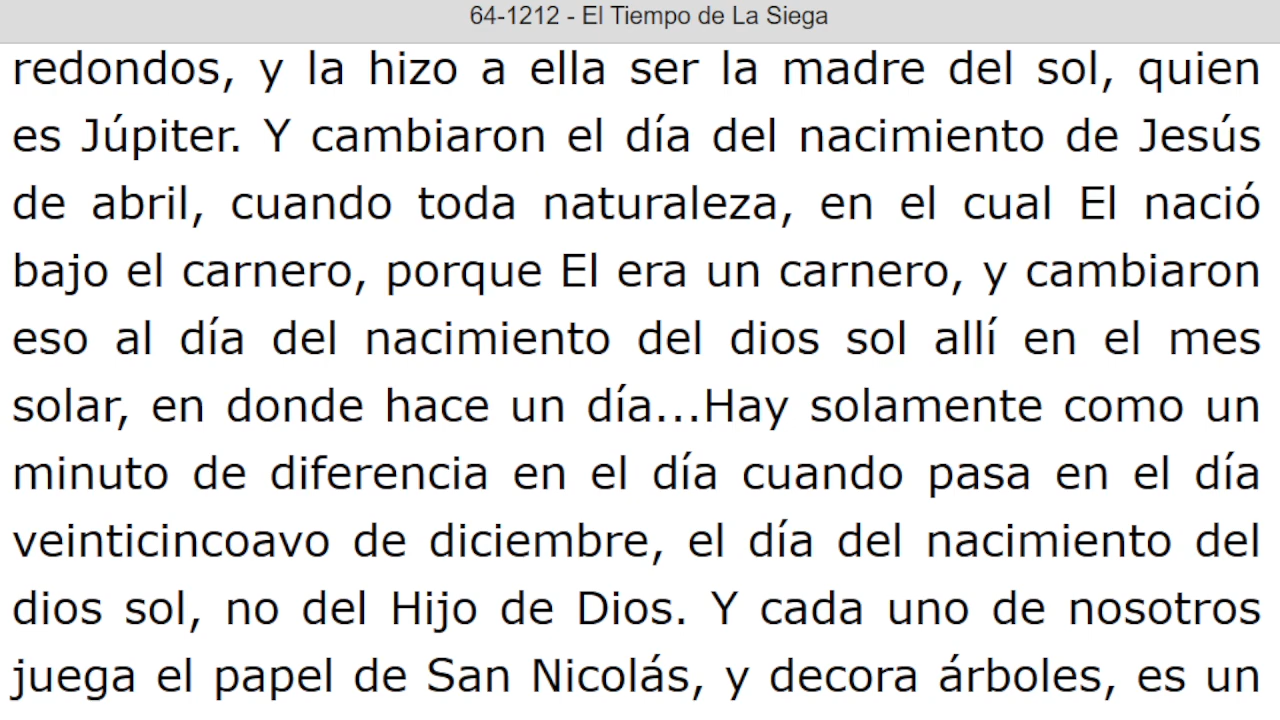 64-1212 - El Tiempo de La Siega
redondos, y la hizo a ella ser la madre del sol, quien
es Júpiter. Y cambiaron el día del nacimiento de Jesús
de abril, cuando toda naturaleza, en el cual El nació
bajo el carnero, porque El era un carnero, y cambiaron
eso al día del nacimiento del dios sol allí en el mes
solar, en donde hace un día...Hay solamente como un
minuto de diferencia en el día cuando pasa en el día
veinticincoavo de diciembre, el día del nacimiento del
dios sol, no del Hijo de Dios. Y cada uno de nosotros
juega el papel de San Nicolás, y decora árboles, es un